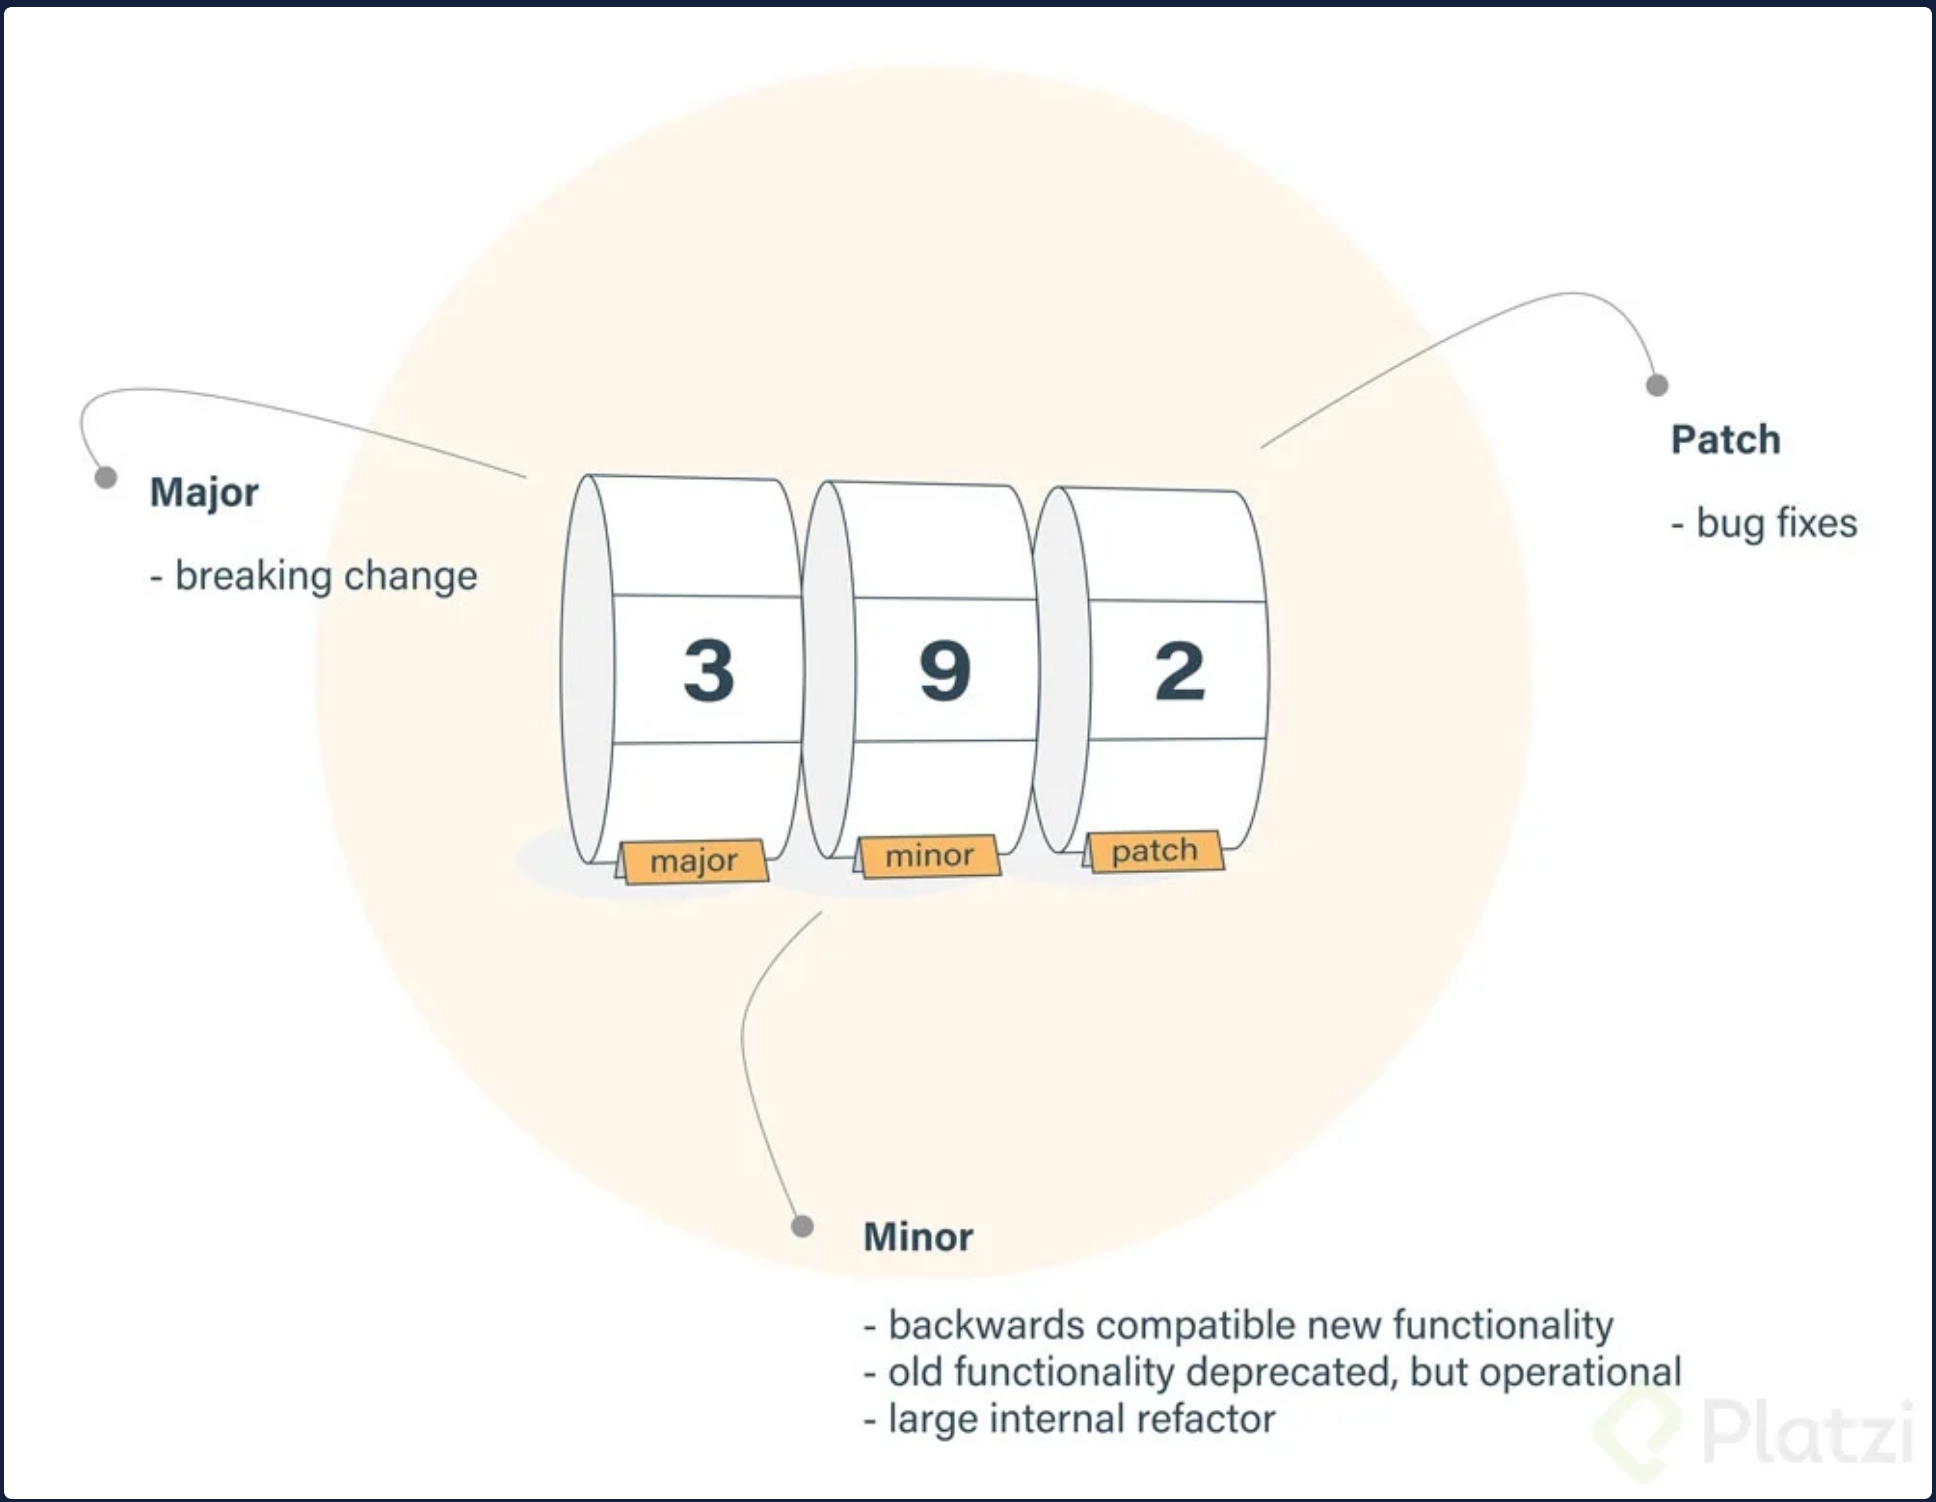 Major
- breaking change
Patch
- bug fixes
3 9 2
major minor patch
Minor
- backwards compatible new functionality
- old functionality deprecated, but operational
- large internal refactor
Platzi